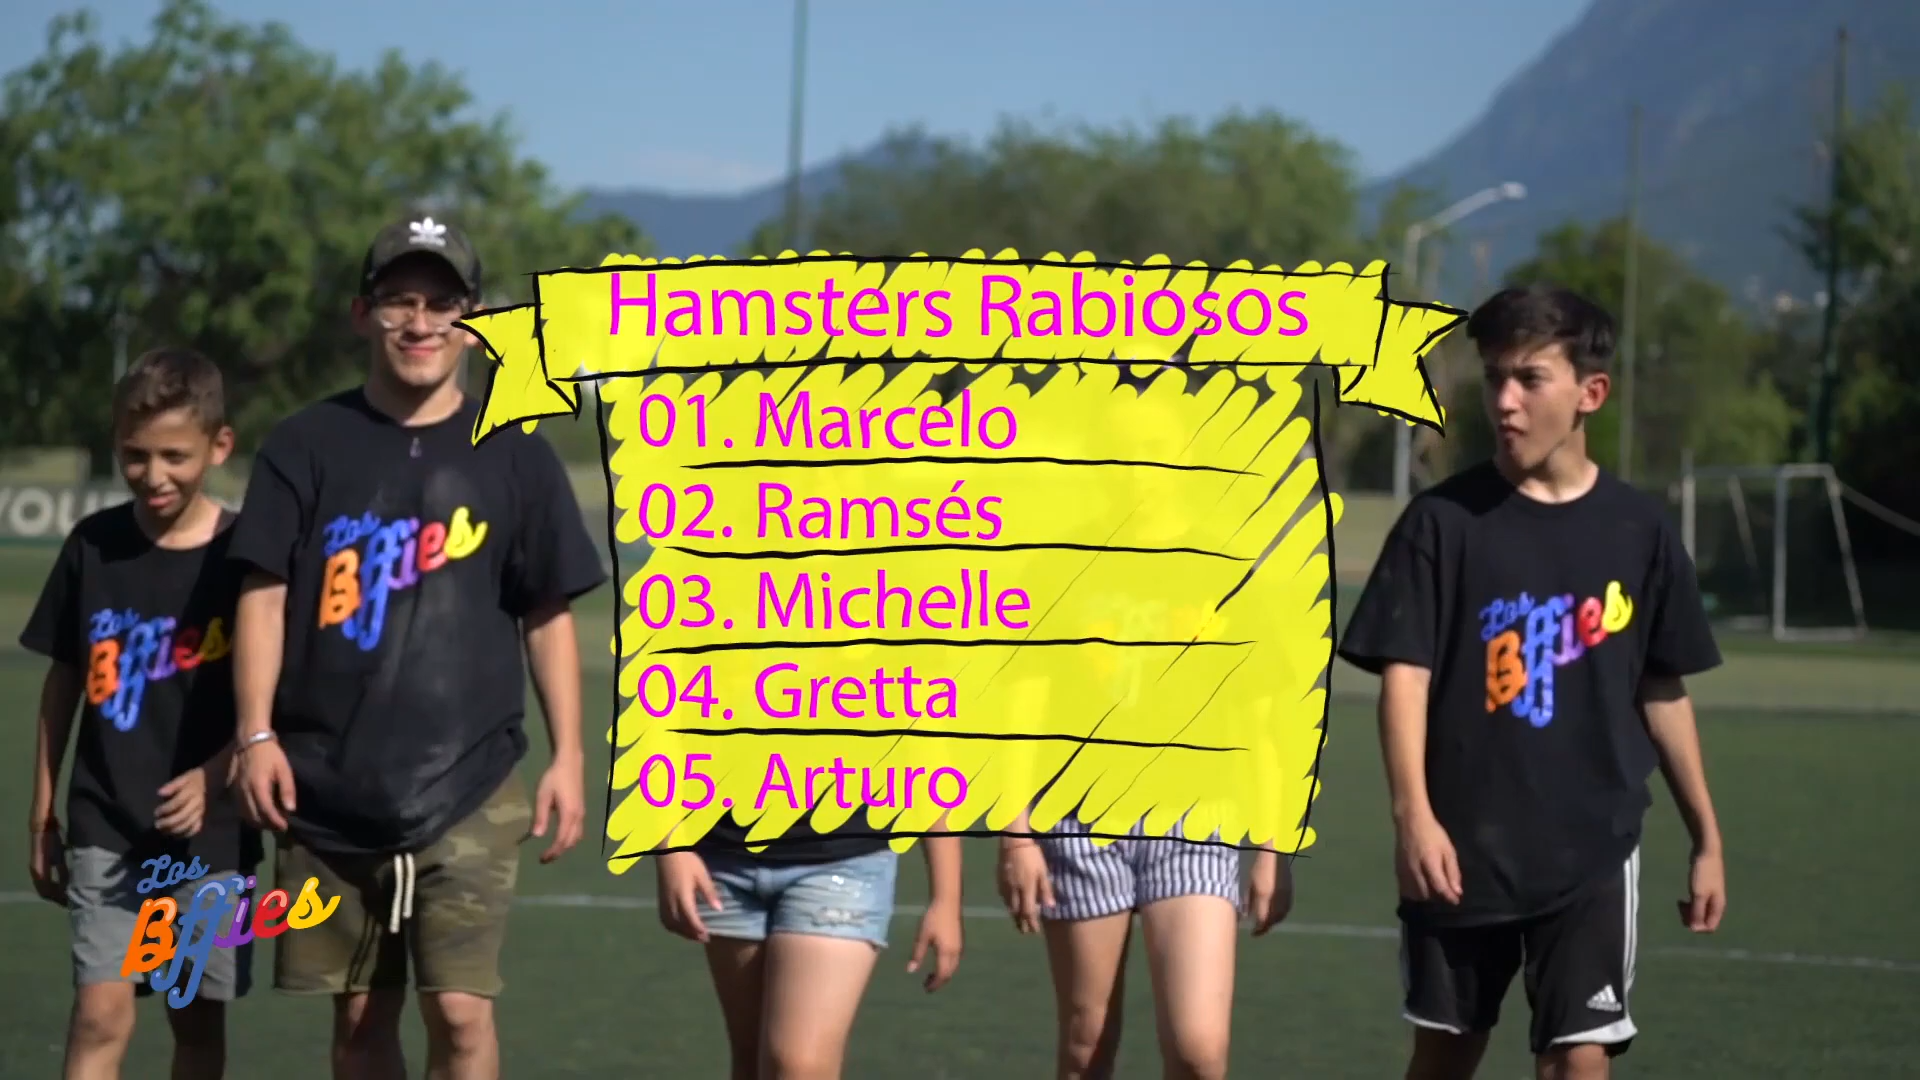 Hamsters Rabiosos
01. Marcelo
02. Ramsés
03. Michelle
04. Gretta
05. Arturo
Los
Bffies
Los
Bffies
Los
Bffies
Los
Bffies
YOU